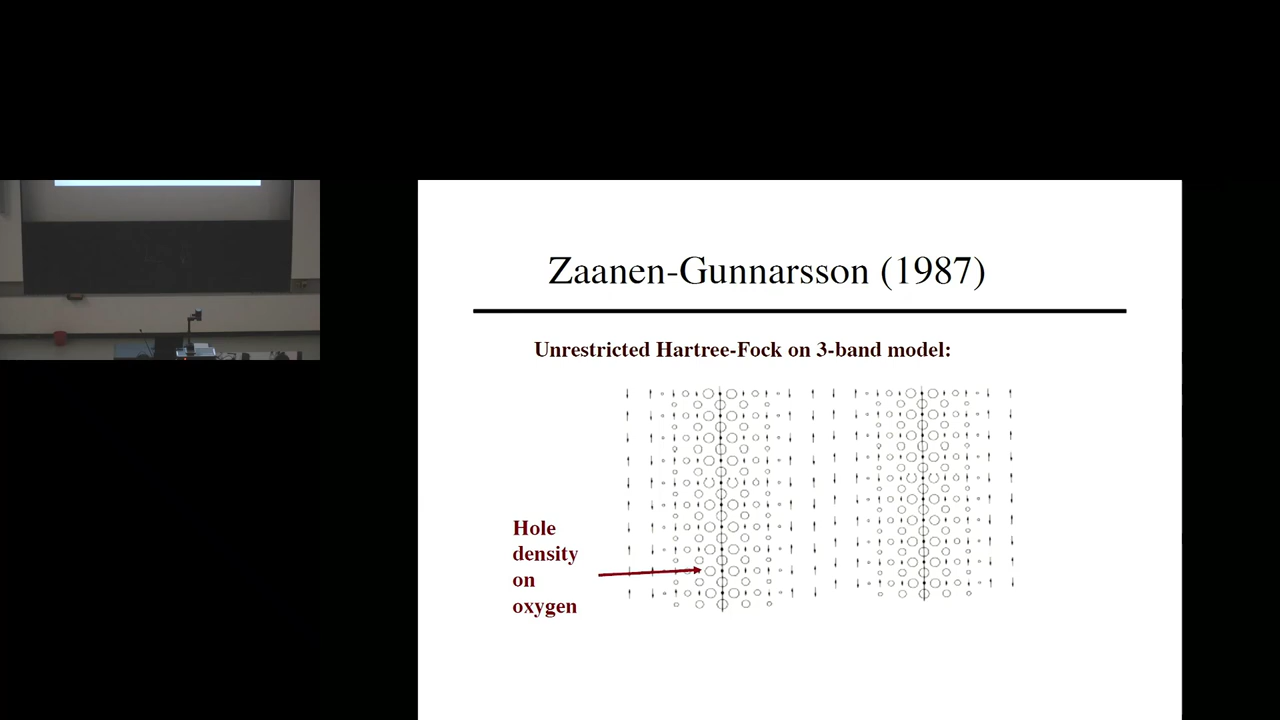 Zaanen-Gunnarsson (1987)
Unrestricted Hartree-Fock on 3-band model:
Hole
density
on
oxygen